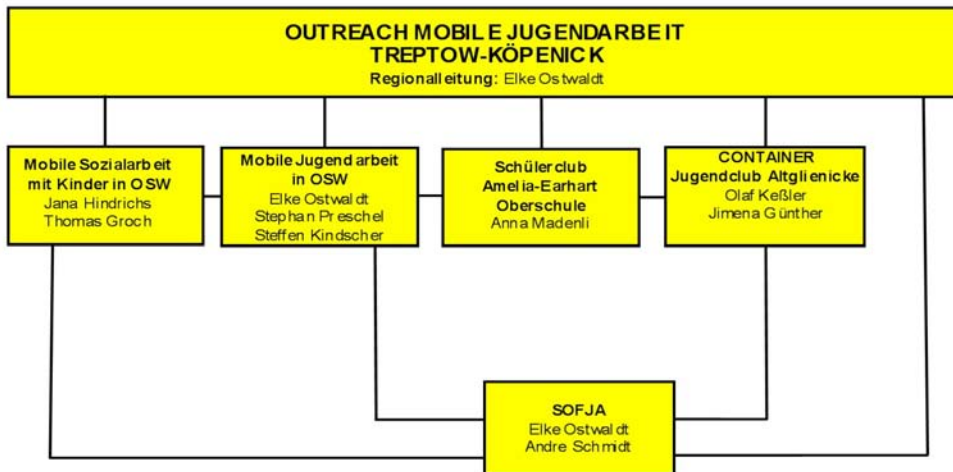 OUTREACH MOBILE JUGENDARBEIT
TREPTOW-KÖPENICK
Regionalleitung: Elke Ostwaldt
Mobile Sozialarbeit
mit Kinder in OSW
Jana Hindrichs
Thomas Groch
Mobile Jugendarbeit
in OSW
Elke Ostwaldt
Stephan Preschel
Steffen Kindscher
Schülerclub
Amelia-Earhart
Oberschule
Anna Madenli
CONTAINER
Jugendclub Altglienicke
Olaf Keßler
Jimena Günther
SOFJA
Elke Ostwaldt
Andre Schmidt